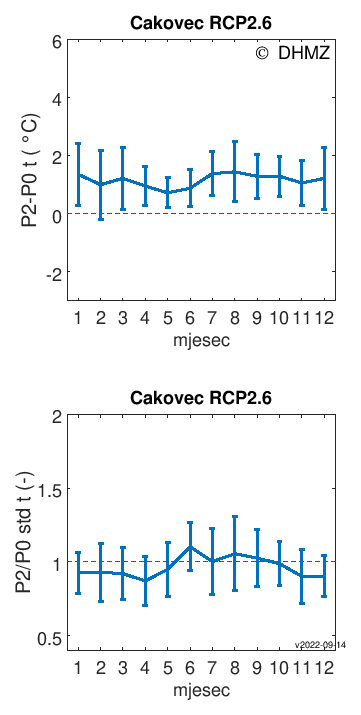 Cakovec RCP2.6
© DHMZ
P2-P0 t ( °C)
6
4
2
0
-2
1 2 3 4 5 6 7 8 9 10 11 12
mjesec
Cakovec RCP2.6
P2/P0 std t (-)
2
1.5
1
0.5
v2022-09-14
1 2 3 4 5 6 7 8 9 10 11 12
mjesec